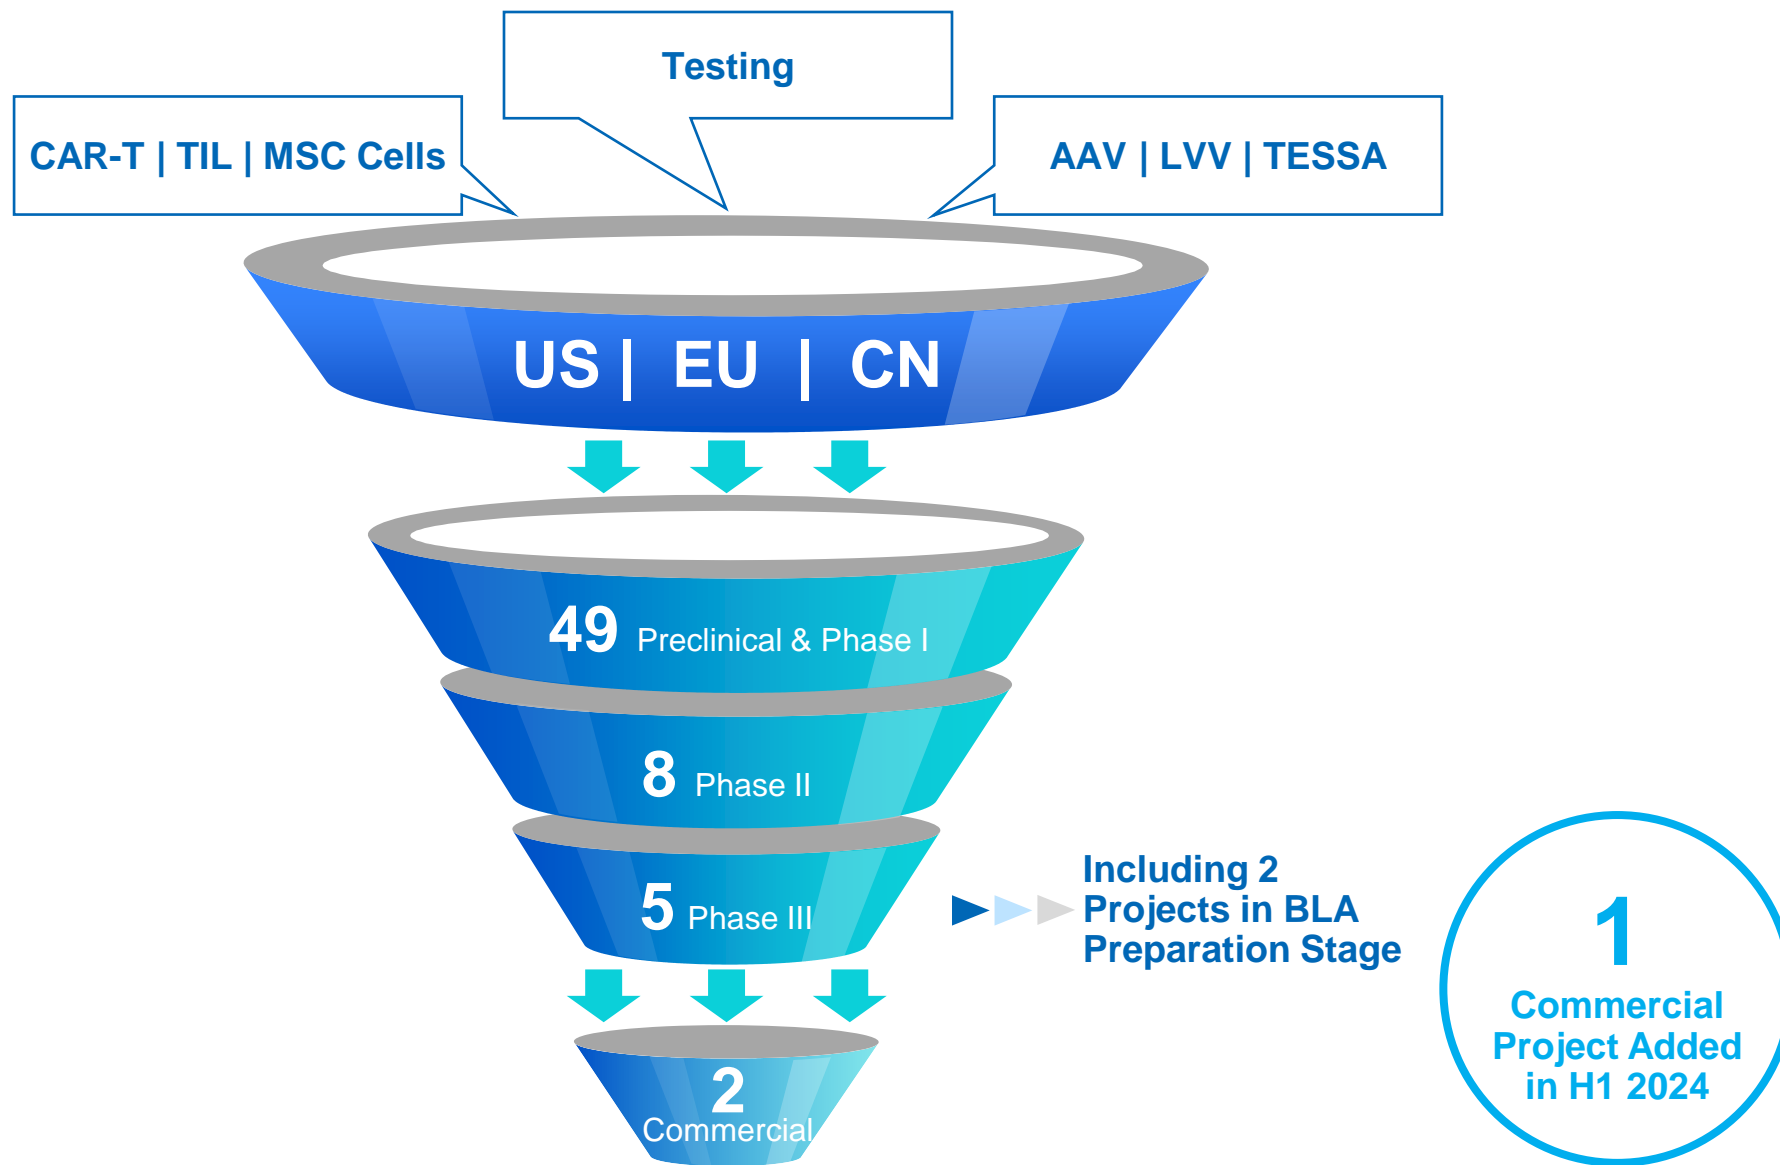 Testing
CAR-T | TIL | MSC Cells
AAV | LVV | TESSA
US | EU | CN
49 Preclinical & Phase I
8 Phase II
5 Phase III
Including 2
Projects in BLA
Preparation Stage
2
Commercial
1
Commercial
Project Added
in H1 2024